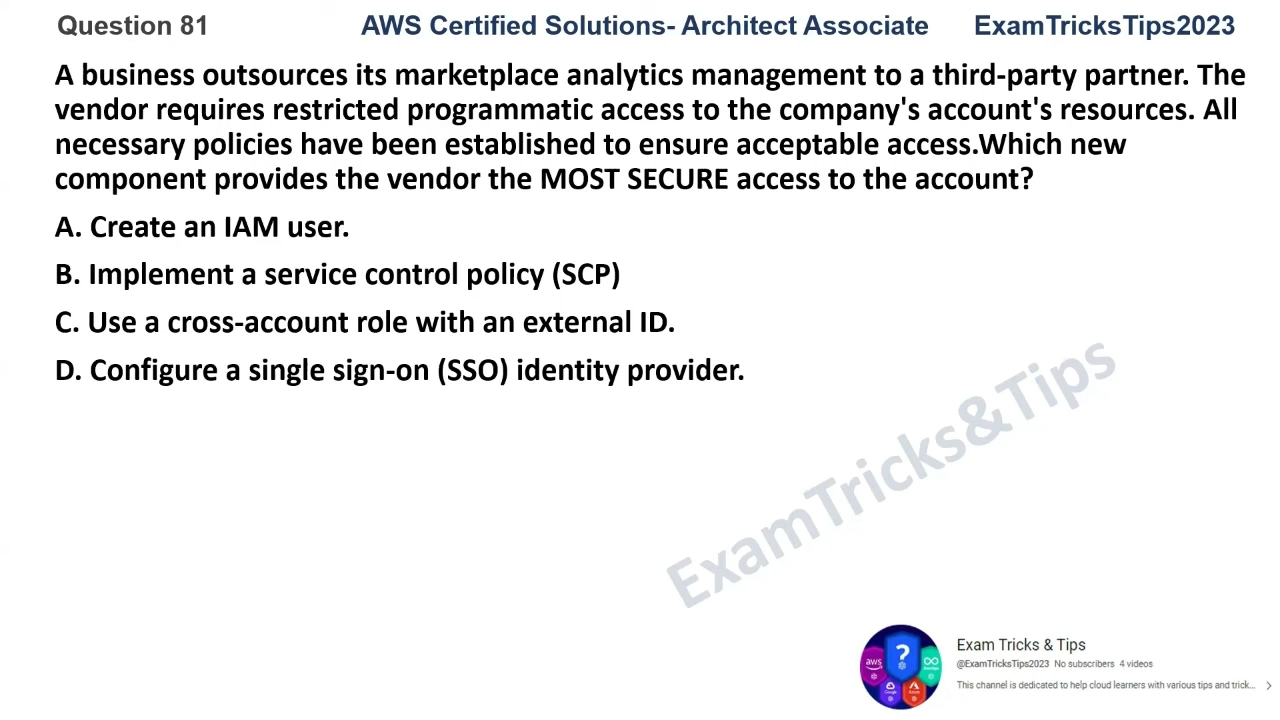 Question 81
AWS Certified Solutions- Architect Associate
ExamTricksTips2023
A business outsources its marketplace analytics management to a third-party partner. The
vendor requires restricted programmatic access to the company's account's resources. All
necessary policies have been established to ensure acceptable access.Which new
component provides the vendor the MOST SECURE access to the account?
A. Create an IAM user.
B. Implement a service control policy (SCP)
C. Use a cross-account role with an external ID.
D. Configure a single sign-on (SSO) identity provider.
ExamTricks&Tips
?
aws
Google
Azure
Exam Tricks & Tips
@ExamTricksTips2023 No subscribers 4 videos
This channel is dedicated to help cloud learners with various tips and trick...